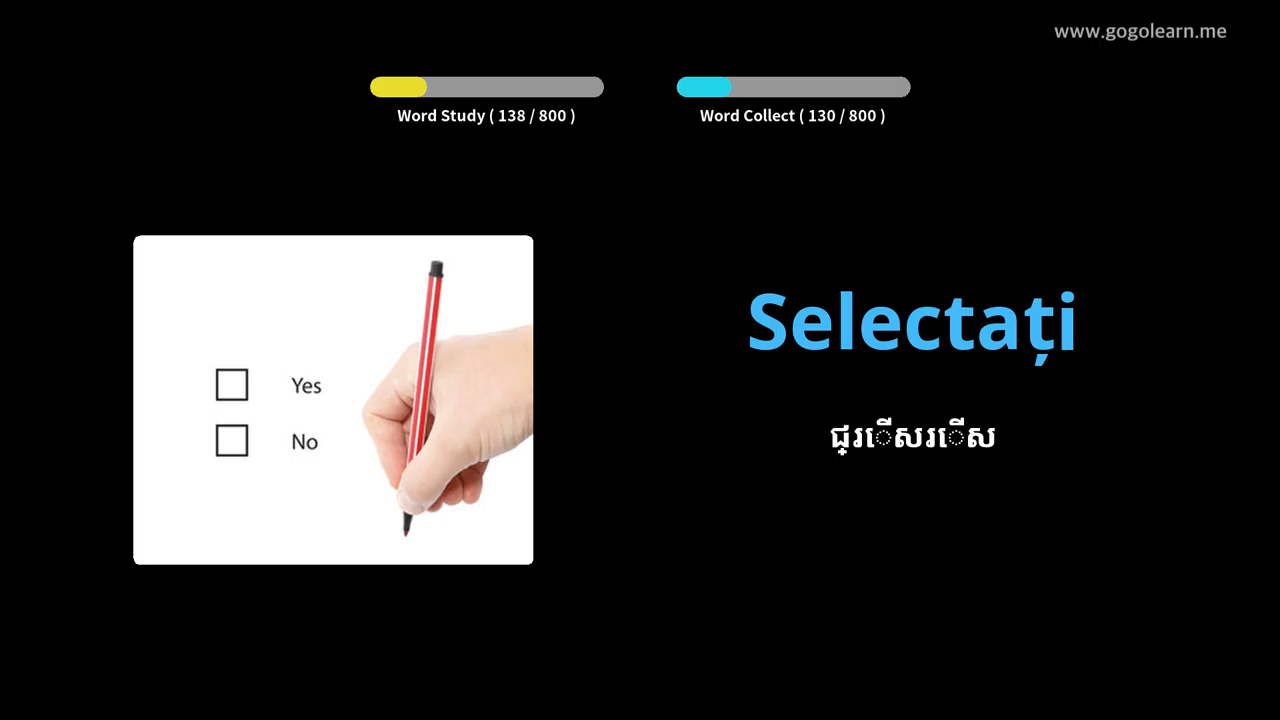 www.gogolearn.me
Word Study ( 138 / 800 )
Word Collect ( 130 / 800 )
Yes
No
Selectați
ជ្រើសរើស